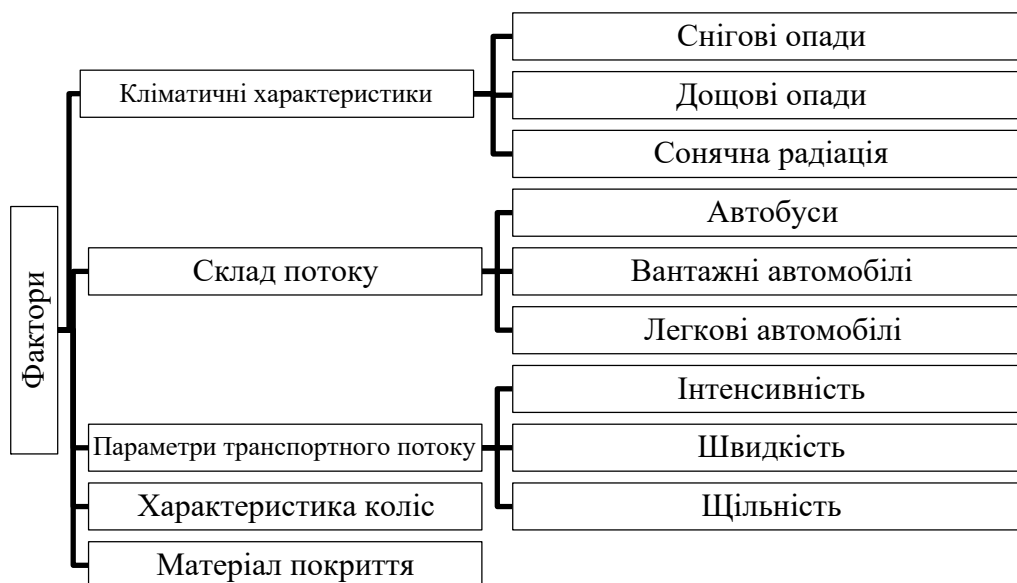 Фактори
Кліматичні характеристики
Снігові опади
Дощові опади
Сонячна радіація
Склад потоку
Автобуси
Вантажні автомобілі
Легкові автомобілі
Параметри транспортного потоку
Інтенсивність
Швидкість
Щільність
Характеристика коліс
Матеріал покриття